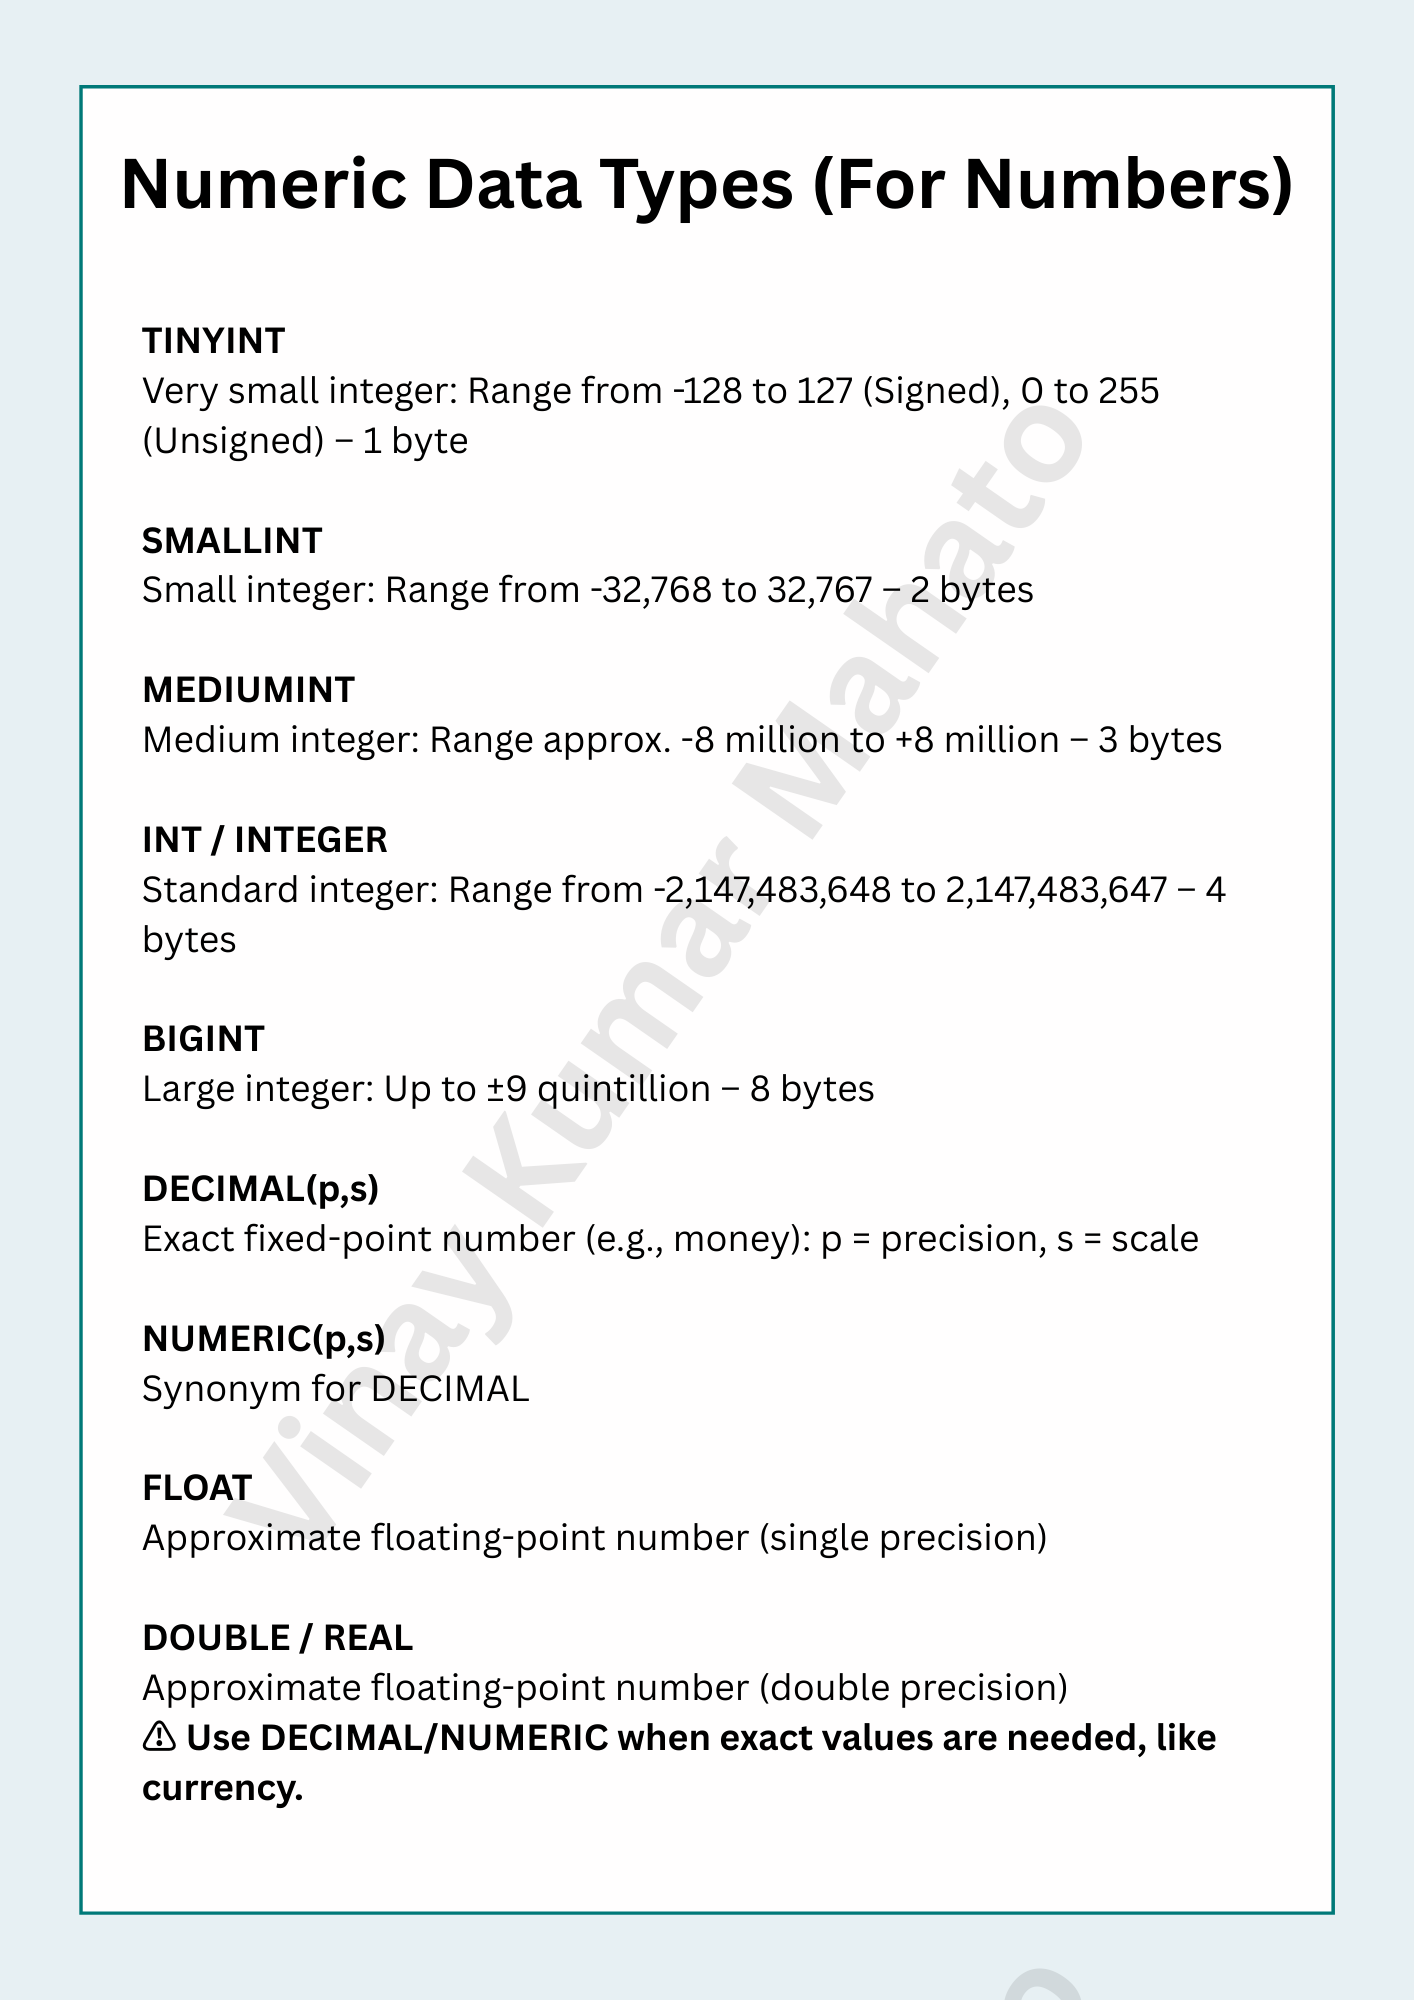 Numeric Data Types (For Numbers)
TINYINT
Very small integer: Range from -128 to 127 (Signed), 0 to 255
(Unsigned) – 1 byte
SMALLINT
Small integer: Range from -32,768 to 32,767 – 2 bytes
MEDIUMINT
Medium integer: Range approx. -8 million to +8 million – 3 bytes
INT / INTEGER
Standard integer: Range from -2,147,483,648 to 2,147,483,647 – 4
bytes
BIGINT
Large integer: Up to ±9 quintillion – 8 bytes
DECIMAL(p,s)
Exact fixed-point number (e.g., money): p = precision, s = scale
NUMERIC(p,s)
Synonym for DECIMAL
FLOAT
Approximate floating-point number (single precision)
DOUBLE / REAL
Approximate floating-point number (double precision)
⚠ Use DECIMAL/NUMERIC when exact values are needed, like
currency.
Vinay Kumar Mahato